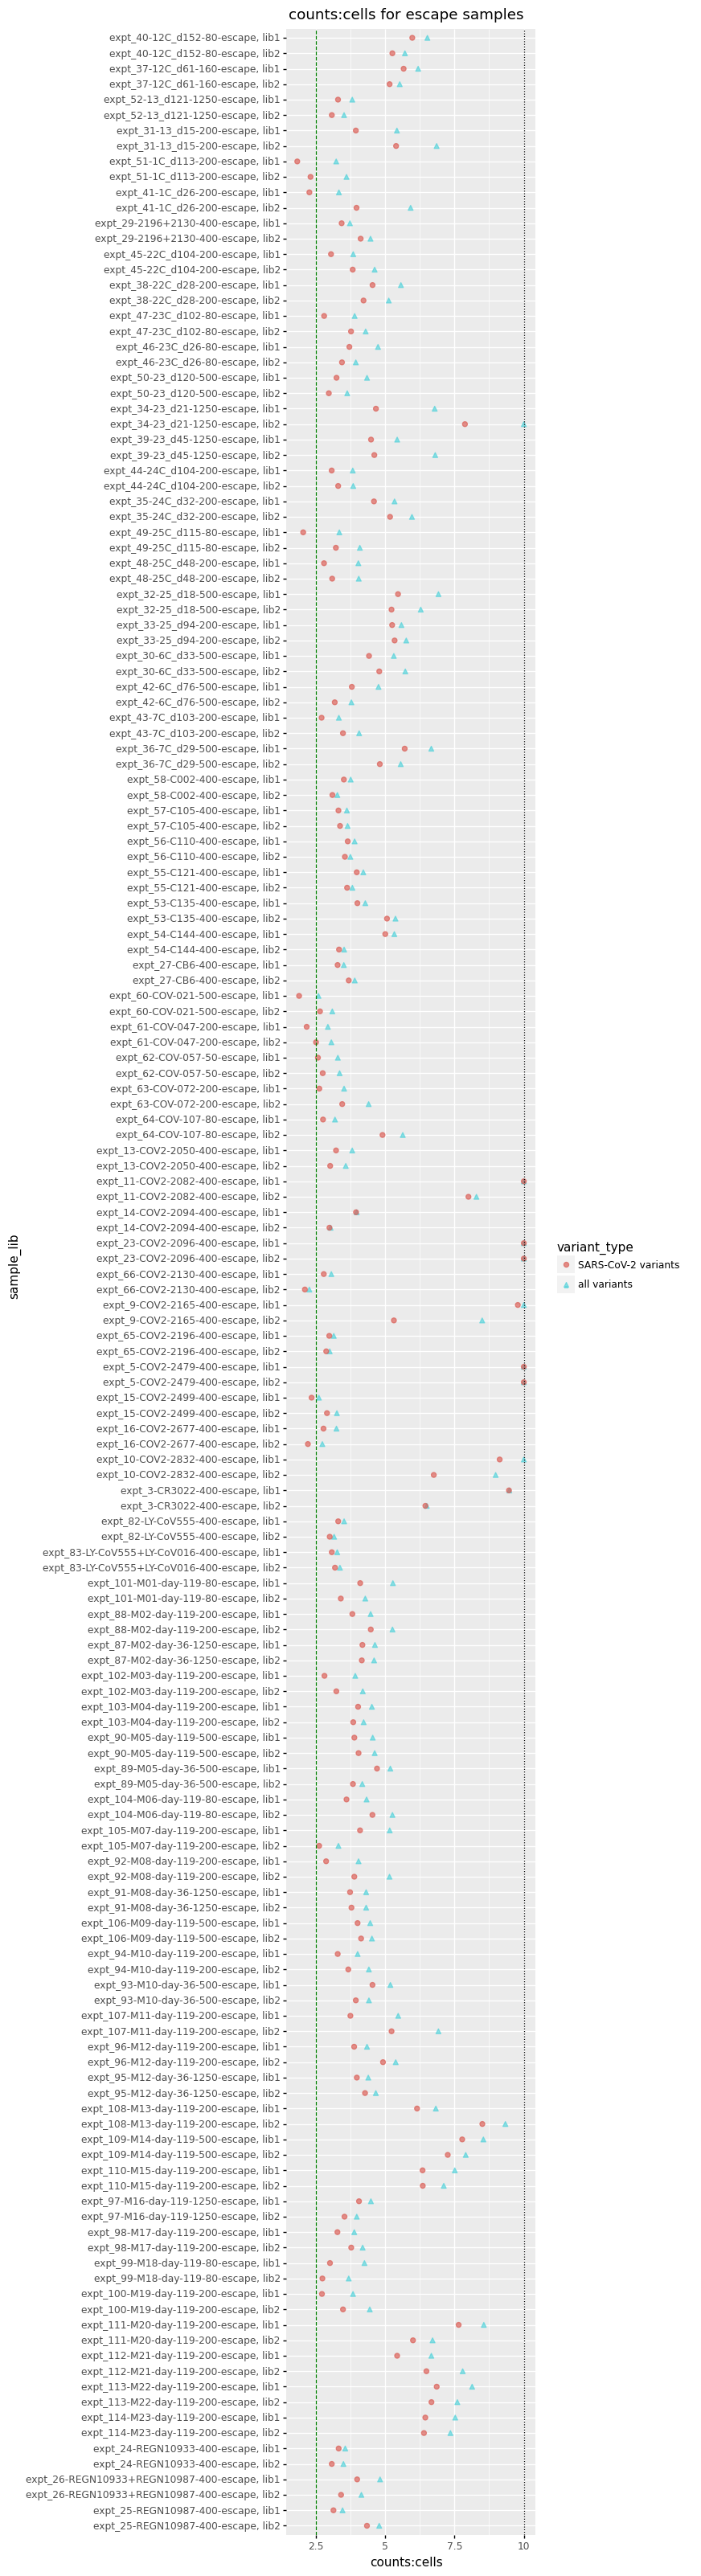 counts:cells for escape samples
expt_40-12C_d152-80-escape, lib1
expt_40-12C_d152-80-escape, lib2
expt_37-12C_d61-160-escape, lib1
expt_37-12C_d61-160-escape, lib2
expt_52-13_d121-1250-escape, lib1
expt_52-13_d121-1250-escape, lib2
expt_31-13_d15-200-escape, lib1
expt_31-13_d15-200-escape, lib2
expt_51-1C_d113-200-escape, lib1
expt_51-1C_d113-200-escape, lib2
expt_41-1C_d26-200-escape, lib1
expt_41-1C_d26-200-escape, lib2
expt_29-2196+2130-400-escape, lib1
expt_29-2196+2130-400-escape, lib2
expt_45-22C_d104-200-escape, lib1
expt_45-22C_d104-200-escape, lib2
expt_38-22C_d28-200-escape, lib1
expt_38-22C_d28-200-escape, lib2
expt_47-23C_d102-80-escape, lib1
expt_47-23C_d102-80-escape, lib2
expt_46-23C_d26-80-escape, lib1
expt_46-23C_d26-80-escape, lib2
expt_50-23_d120-500-escape, lib1
expt_50-23_d120-500-escape, lib2
expt_34-23_d21-1250-escape, lib1
expt_34-23_d21-1250-escape, lib2
expt_39-23_d45-1250-escape, lib1
expt_39-23_d45-1250-escape, lib2
expt_44-24C_d104-200-escape, lib1
expt_44-24C_d104-200-escape, lib2
expt_35-24C_d32-200-escape, lib1
expt_35-24C_d32-200-escape, lib2
expt_49-25C_d115-80-escape, lib1
expt_49-25C_d115-80-escape, lib2
expt_48-25C_d48-200-escape, lib1
expt_48-25C_d48-200-escape, lib2
expt_32-25_d18-500-escape, lib1
expt_32-25_d18-500-escape, lib2
expt_33-25_d94-200-escape, lib1
expt_33-25_d94-200-escape, lib2
expt_30-6C_d33-500-escape, lib1
expt_30-6C_d33-500-escape, lib2
expt_42-6C_d76-500-escape, lib1
expt_42-6C_d76-500-escape, lib2
expt_43-7C_d103-200-escape, lib1
expt_43-7C_d103-200-escape, lib2
expt_36-7C_d29-500-escape, lib1
expt_36-7C_d29-500-escape, lib2
expt_58-C002-400-escape, lib1
expt_58-C002-400-escape, lib2
expt_57-C105-400-escape, lib1
expt_57-C105-400-escape, lib2
expt_56-C110-400-escape, lib1
expt_56-C110-400-escape, lib2
expt_55-C121-400-escape, lib1
expt_55-C121-400-escape, lib2
expt_53-C135-400-escape, lib1
expt_53-C135-400-escape, lib2
expt_54-C144-400-escape, lib1
expt_54-C144-400-escape, lib2
expt_27-CB6-400-escape, lib1
expt_27-CB6-400-escape, lib2
expt_60-COV-021-500-escape, lib1
expt_60-COV-021-500-escape, lib2
expt_61-COV-047-200-escape, lib1
expt_61-COV-047-200-escape, lib2
expt_62-COV-057-50-escape, lib1
expt_62-COV-057-50-escape, lib2
expt_63-COV-072-200-escape, lib1
expt_63-COV-072-200-escape, lib2
expt_64-COV-107-80-escape, lib1
expt_64-COV-107-80-escape, lib2
expt_13-COV2-2050-400-escape, lib1
expt_13-COV2-2050-400-escape, lib2
expt_11-COV2-2082-400-escape, lib1
expt_11-COV2-2082-400-escape, lib2
expt_14-COV2-2094-400-escape, lib1
expt_14-COV2-2094-400-escape, lib2
expt_23-COV2-2096-400-escape, lib1
expt_23-COV2-2096-400-escape, lib2
expt_66-COV2-2130-400-escape, lib1
expt_66-COV2-2130-400-escape, lib2
expt_9-COV2-2165-400-escape, lib1
expt_9-COV2-2165-400-escape, lib2
expt_65-COV2-2196-400-escape, lib1
expt_65-COV2-2196-400-escape, lib2
expt_5-COV2-2479-400-escape, lib1
expt_5-COV2-2479-400-escape, lib2
expt_15-COV2-2499-400-escape, lib1
expt_15-COV2-2499-400-escape, lib2
expt_16-COV2-2677-400-escape, lib1
expt_16-COV2-2677-400-escape, lib2
expt_10-COV2-2832-400-escape, lib1
expt_10-COV2-2832-400-escape, lib2
expt_3-CR3022-400-escape, lib1
expt_3-CR3022-400-escape, lib2
expt_82-LY-CoV555-400-escape, lib1
expt_82-LY-CoV555-400-escape, lib2
expt_83-LY-CoV555+LY-CoV016-400-escape, lib1
expt_83-LY-CoV555+LY-CoV016-400-escape, lib2
expt_101-M01-day-119-80-escape, lib1
expt_101-M01-day-119-80-escape, lib2
expt_88-M02-day-119-200-escape, lib1
expt_88-M02-day-119-200-escape, lib2
expt_87-M02-day-36-1250-escape, lib1
expt_87-M02-day-36-1250-escape, lib2
expt_102-M03-day-119-200-escape, lib1
expt_102-M03-day-119-200-escape, lib2
expt_103-M04-day-119-200-escape, lib1
expt_103-M04-day-119-200-escape, lib2
expt_90-M05-day-119-500-escape, lib1
expt_90-M05-day-119-500-escape, lib2
expt_89-M05-day-36-500-escape, lib1
expt_89-M05-day-36-500-escape, lib2
expt_104-M06-day-119-80-escape, lib1
expt_104-M06-day-119-80-escape, lib2
expt_105-M07-day-119-200-escape, lib1
expt_105-M07-day-119-200-escape, lib2
expt_92-M08-day-119-200-escape, lib1
expt_92-M08-day-119-200-escape, lib2
expt_91-M08-day-36-1250-escape, lib1
expt_91-M08-day-36-1250-escape, lib2
expt_106-M09-day-119-500-escape, lib1
expt_106-M09-day-119-500-escape, lib2
expt_94-M10-day-119-200-escape, lib1
expt_94-M10-day-119-200-escape, lib2
expt_93-M10-day-36-500-escape, lib1
expt_93-M10-day-36-500-escape, lib2
expt_107-M11-day-119-200-escape, lib1
expt_107-M11-day-119-200-escape, lib2
expt_96-M12-day-119-200-escape, lib1
expt_96-M12-day-119-200-escape, lib2
expt_95-M12-day-36-1250-escape, lib1
expt_95-M12-day-36-1250-escape, lib2
expt_108-M13-day-119-200-escape, lib1
expt_108-M13-day-119-200-escape, lib2
expt_109-M14-day-119-500-escape, lib1
expt_109-M14-day-119-500-escape, lib2
expt_110-M15-day-119-200-escape, lib1
expt_110-M15-day-119-200-escape, lib2
expt_97-M16-day-119-1250-escape, lib1
expt_97-M16-day-119-1250-escape, lib2
expt_98-M17-day-119-200-escape, lib1
expt_98-M17-day-119-200-escape, lib2
expt_99-M18-day-119-80-escape, lib1
expt_99-M18-day-119-80-escape, lib2
expt_100-M19-day-119-200-escape, lib1
expt_100-M19-day-119-200-escape, lib2
expt_111-M20-day-119-200-escape, lib1
expt_111-M20-day-119-200-escape, lib2
expt_112-M21-day-119-200-escape, lib1
expt_112-M21-day-119-200-escape, lib2
expt_113-M22-day-119-200-escape, lib1
expt_113-M22-day-119-200-escape, lib2
expt_114-M23-day-119-200-escape, lib1
expt_114-M23-day-119-200-escape, lib2
expt_24-REGN10933-400-escape, lib1
expt_24-REGN10933-400-escape, lib2
expt_26-REGN10933+REGN10987-400-escape, lib1
expt_26-REGN10933+REGN10987-400-escape, lib2
expt_25-REGN10987-400-escape, lib1
expt_25-REGN10987-400-escape, lib2
2.5 5 7.5 10
counts:cells
sample_lib
variant_type
SARS-CoV-2 variants
all variants